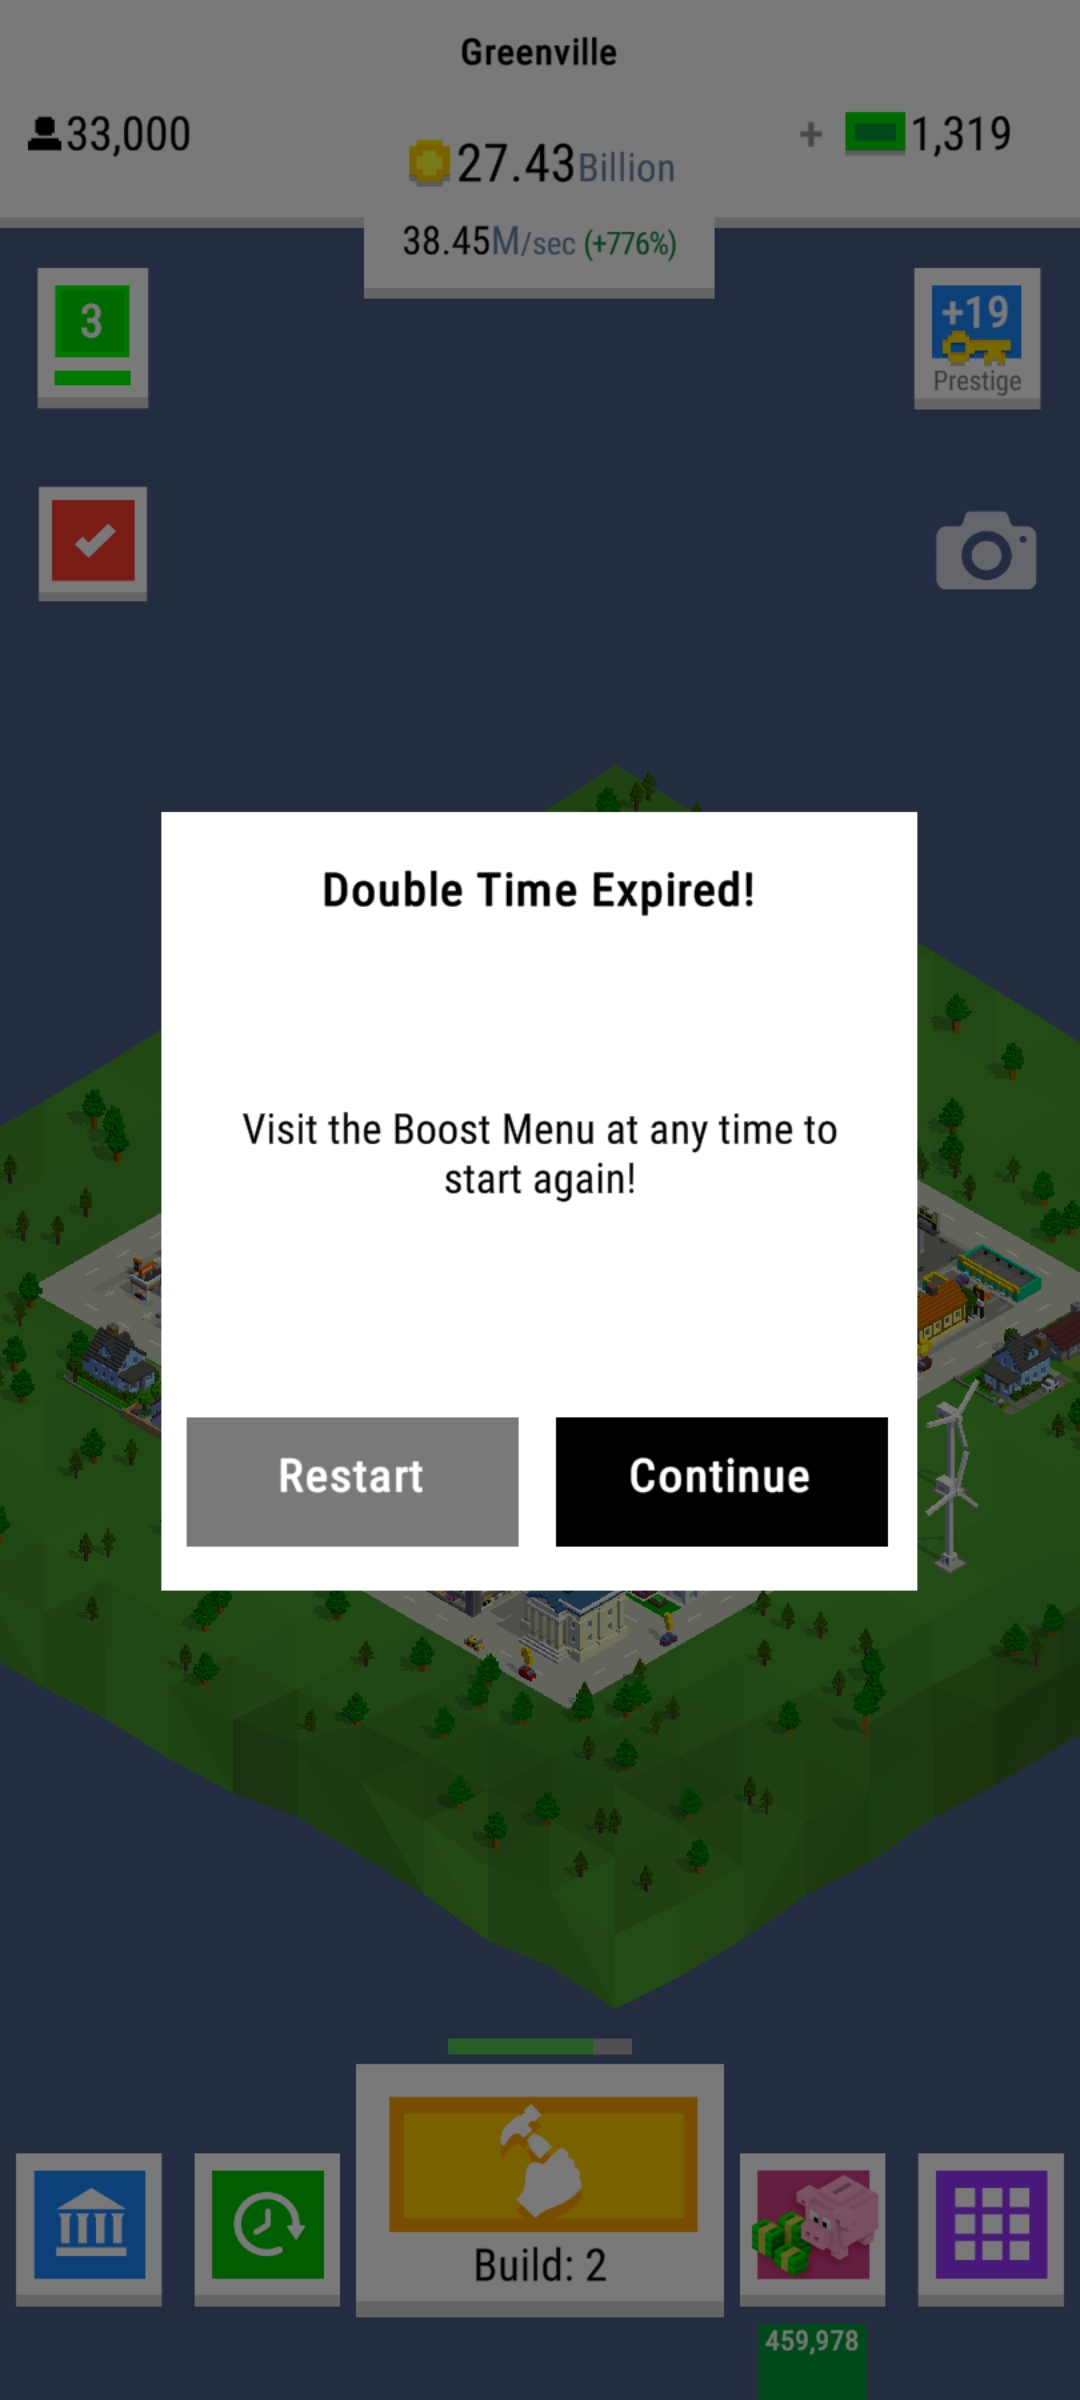 Greenville
33,000
27.43Billion
+ 1,319
38.45M/sec (+776%)
3
+19
Prestige
Double Time Expired!
Visit the Boost Menu at any time to
start again!
Restart
Continue
Build: 2
459,978